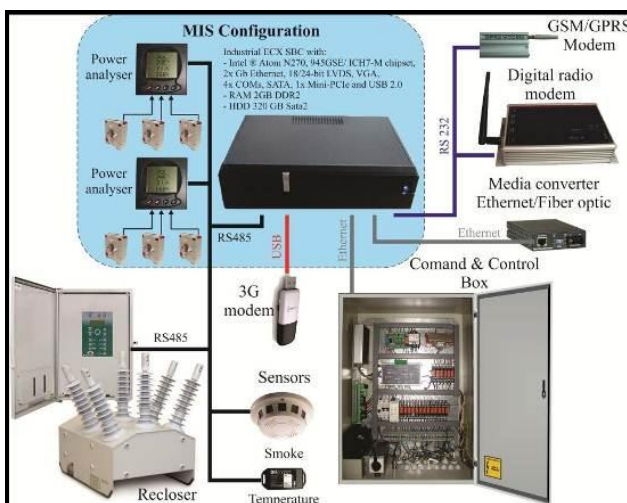 MIS Configuration
Industrial ECX SBC with:
- Intel ® Atom N270, 945GSE/ ICH7-M chipset,
2x Gb Ethernet, 18/24-bit LVDS, VGA,
4x COMs, SATA, 1x Mini-PCIe and USB 2.0
- RAM 2GB DDR2
- HDD 320 GB Sata2
Power
analyser
Power
analyser
GSM/GPRS
Modem
Digital radio
modem
RS 232
Media converter
Ethernet/Fiber optic
Ethernet
RS485
USB
Ethernet
3G
modem
Comand & Control
Box
RS485
Sensors
Smoke
Temperature
Recloser